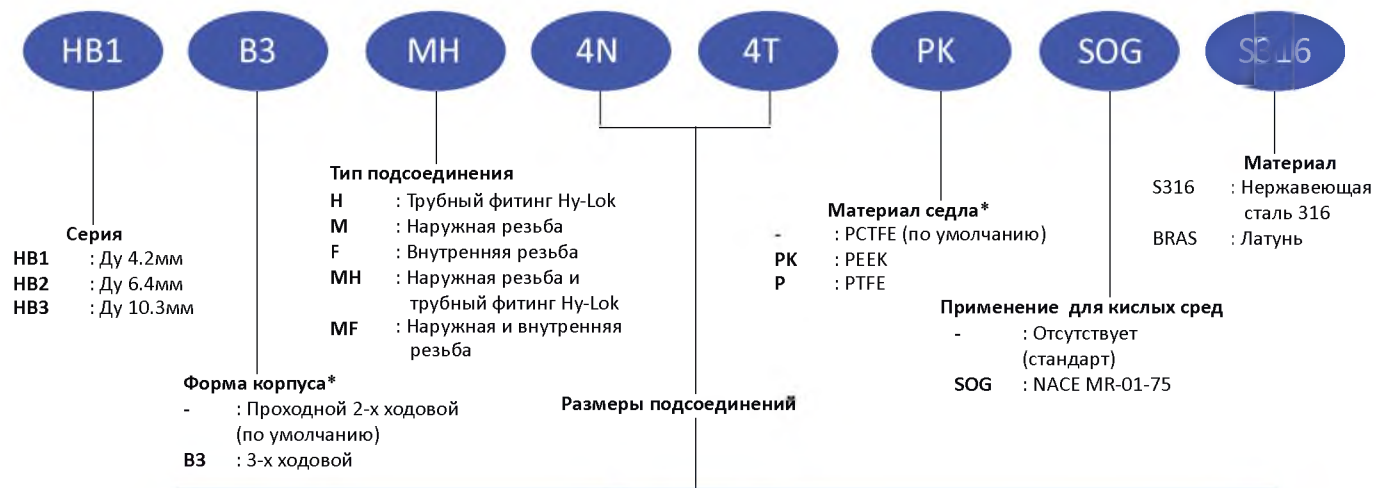 HB1 B3 MH 4N 4T PK SOG S316
Серия
HB1 : Ду 4.2мм
HB2 : Ду 6.4мм
HB3 : Ду 10.3мм
Форма корпуса*
- : Проходной 2-х ходовой
(по умолчанию)
B3 : 3-х ходовой
Тип подсоединения
H : Трубный фитинг Hy-Lok
M : Наружная резьба
F : Внутренняя резьба
MH : Наружная резьба и
трубный фитинг Hy-Lok
MF : Наружная и внутренняя
резьба
Размеры подсоединений
Материал седла*
- : PCTFE (по умолчанию)
PK : PEEK
P : PTFE
Применение для кислых сред
- : Отсутствует
(стандарт)
SOG : NACE MR-01-75
Материал
S316 : Нержавеющая
сталь 316
BRAS : Латунь